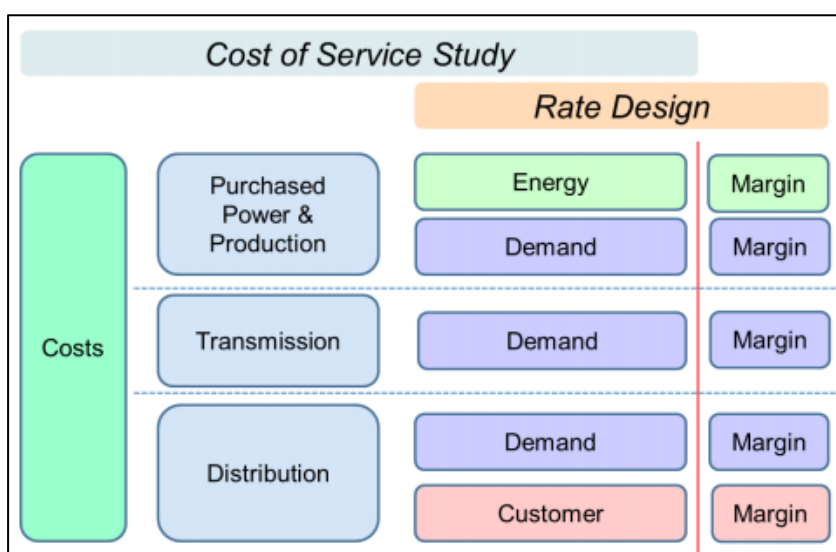 Cost of Service Study
Rate Design
Costs
Purchased
Power &
Production
Energy
Margin
Demand
Margin
Transmission
Demand
Margin
Distribution
Demand
Margin
Customer
Margin